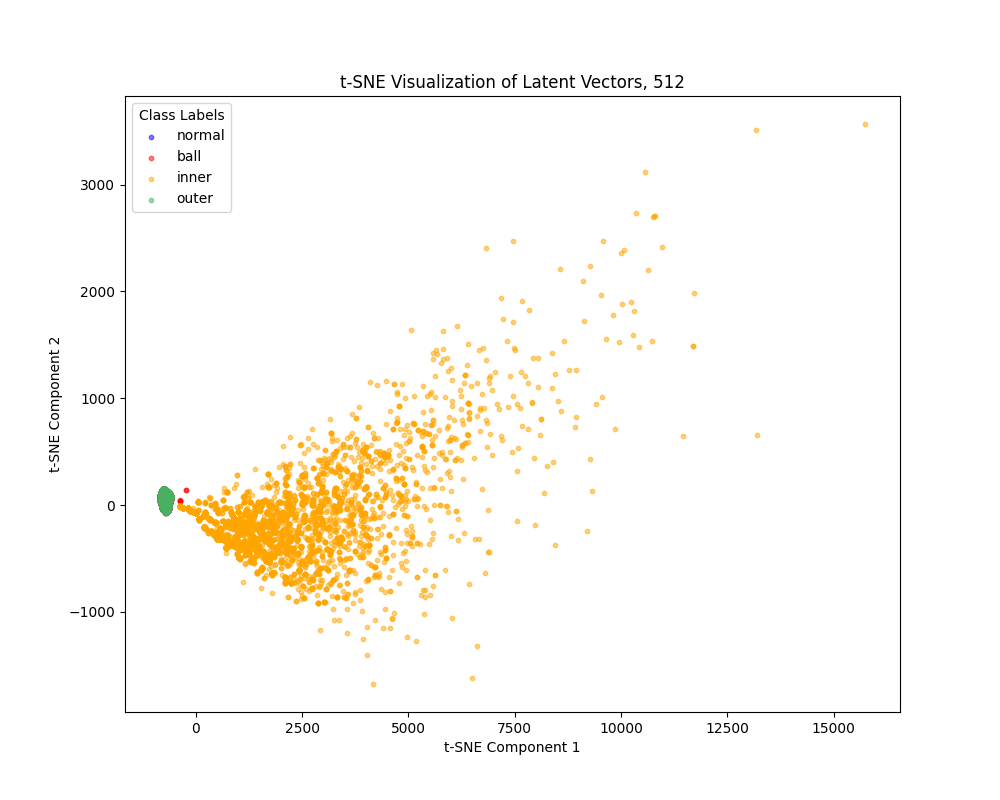 t-SNE Visualization of Latent Vectors, 512
Class Labels
normal
ball
inner
outer
3000
2000
1000
0
−1000
t-SNE Component 2
0
2500
5000
7500
10000
12500
15000
t-SNE Component 1